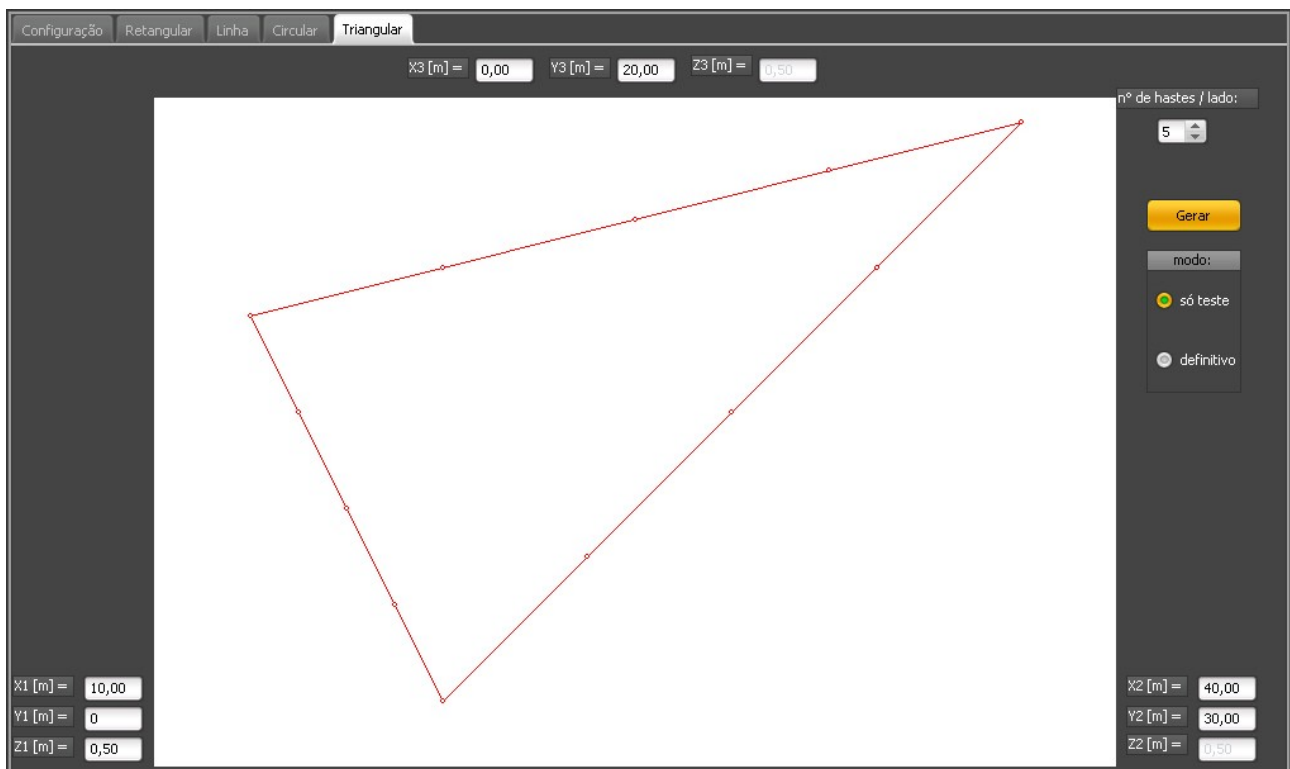 Configuração Retangular Linha Circular Triangular
X3 [m] = 0,00 Y3 [m] = 20,00 Z3 [m] = 0,50
nº de hastes / lado:
5
Gerar
modo:
só teste
definitivo
X1 [m] = 10,00
Y1 [m] = 0
Z1 [m] = 0,50
X2 [m] = 40,00
Y2 [m] = 30,00
Z2 [m] = 0,50